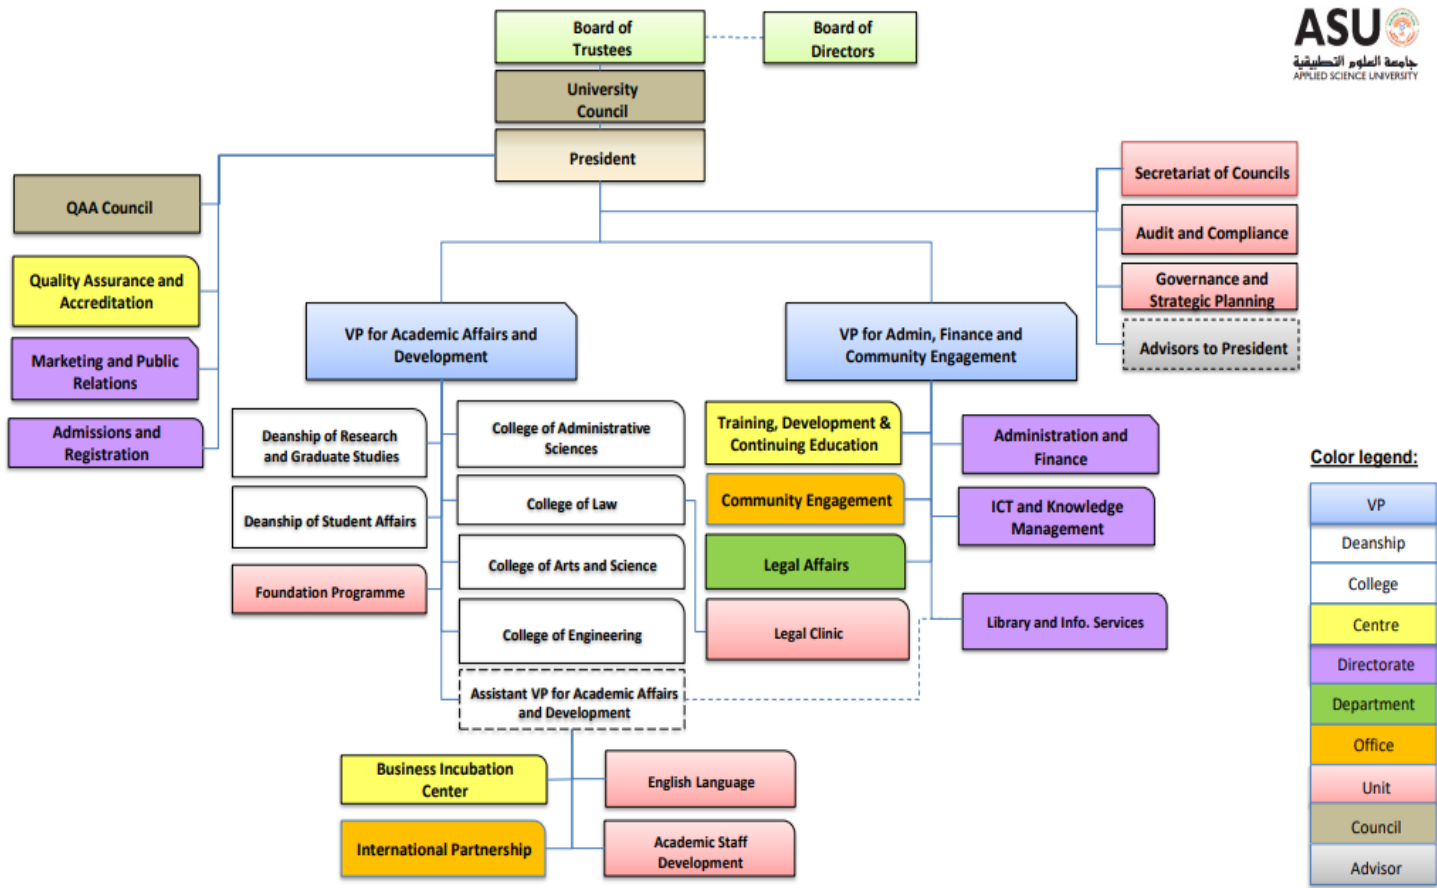 Board of
Trustees
Board of
Directors
ASU
جامعة العلوم التطبيقية
APPLIED SCIENCE UNIVERSITY
University
Council
President
QAA Council
Secretariat of Councils
Audit and Compliance
Quality Assurance and
Accreditation
Governance and
Strategic Planning
VP for Academic Affairs and
Development
VP for Admin, Finance and
Community Engagement
Advisors to President
Marketing and Public
Relations
Admissions and
Registration
Deanship of Research
and Graduate Studies
College of Administrative
Sciences
Training, Development &
Continuing Education
Administration and
Finance
Deanship of Student Affairs
College of Law
Community Engagement
ICT and Knowledge
Management
Foundation Programme
College of Arts and Science
Legal Affairs
College of Engineering
Legal Clinic
Library and Info. Services
Assistant VP for Academic Affairs
and Development
Business Incubation
Center
English Language
International Partnership
Academic Staff
Development
Color legend:
VP
Deanship
College
Centre
Directorate
Department
Office
Unit
Council
Advisor